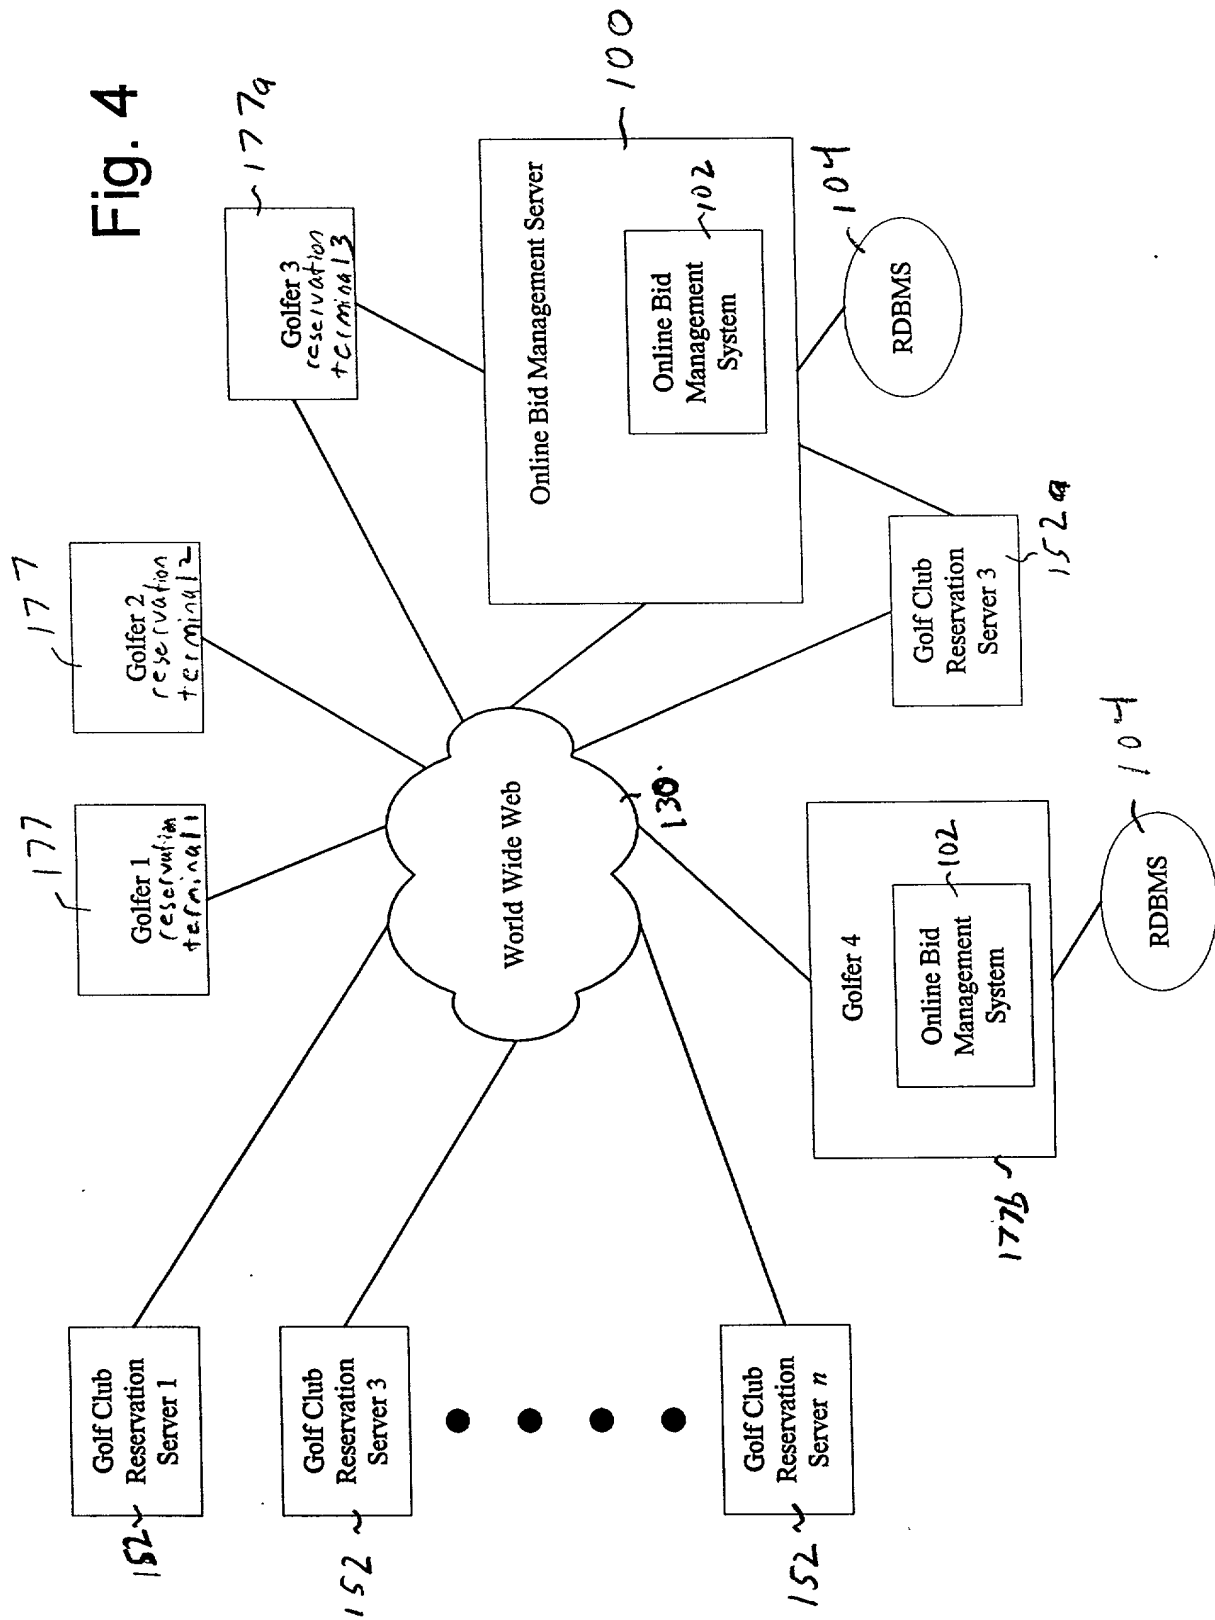 Fig. 4
177
Golfer 1
reservation
terminal 1
177
Golfer 2
reservation
terminal 2
177a
Golfer 3
reservation
terminal 3
152
Golf Club
Reservation
Server 1
152
Golf Club
Reservation
Server 3
152
Golf Club
Reservation
Server n
World Wide Web
130
100
Online Bid Management Server
102
Online Bid
Management
System
104
RDBMS
Golf Club
Reservation
Server 3
152a
177b
Golfer 4
102
Online Bid
Management
System
104
RDBMS